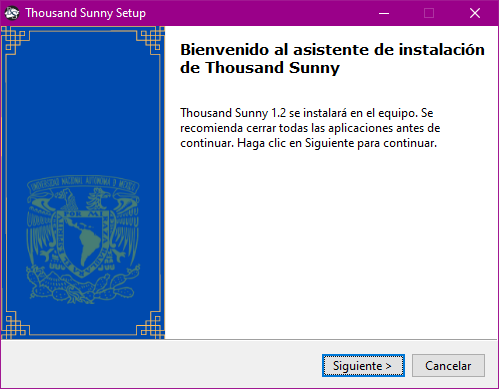 Thousand Sunny Setup
Bienvenido al asistente de instalación
de Thousand Sunny
Thousand Sunny 1.2 se instalará en el equipo. Se
recomienda cerrar todas las aplicaciones antes de
continuar. Haga clic en Siguiente para continuar.
UNIVERSIDAD NACIONAL AUTONOMA DE MEXICO
POR MI
Siguiente >
Cancelar